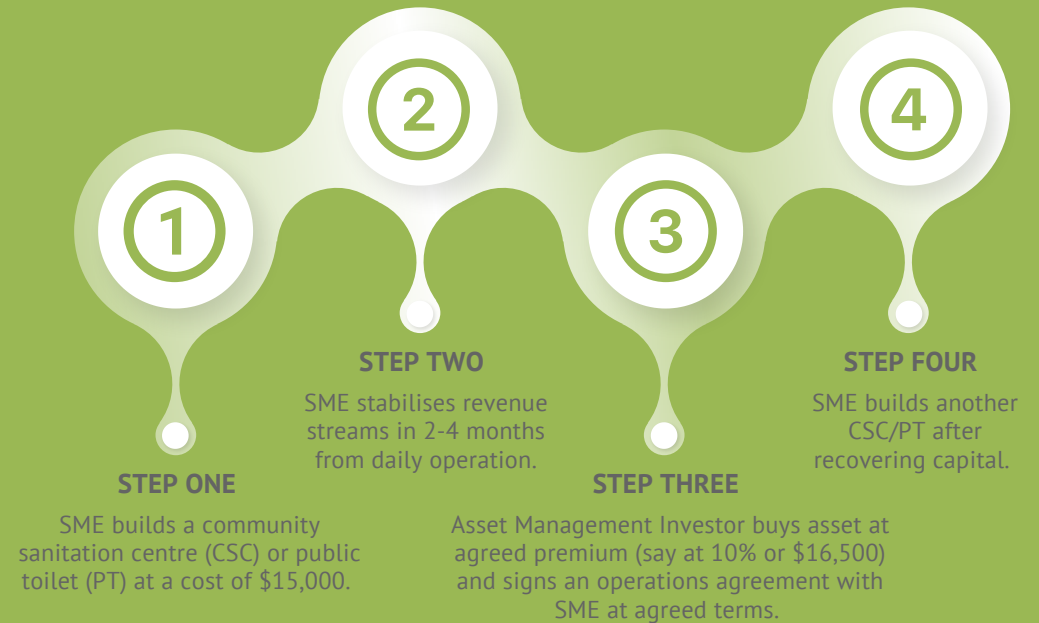 1
STEP ONE
SME builds a community
sanitation centre (CSC) or public
toilet (PT) at a cost of $15,000.
2
STEP TWO
SME stabilises revenue
streams in 2-4 months
from daily operation.
3
STEP THREE
Asset Management Investor buys asset at
agreed premium (say at 10% or $16,500)
and signs an operations agreement with
SME at agreed terms.
4
STEP FOUR
SME builds another
CSC/PT after
recovering capital.